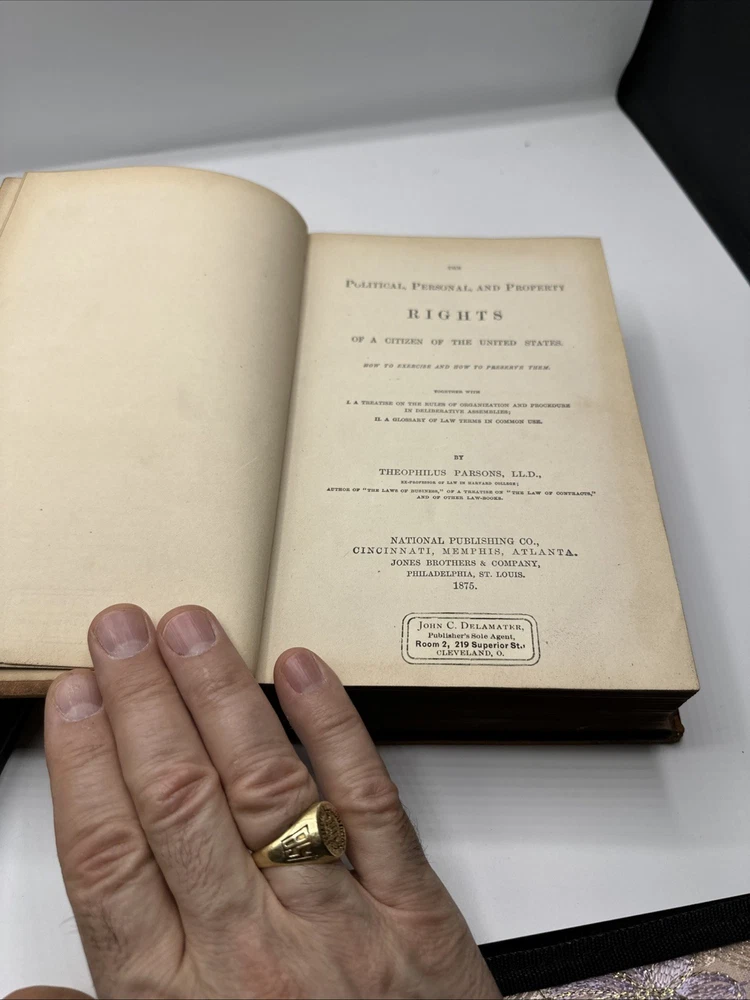 THE
POLITICAL, PERSONAL, AND PROPERTY
RIGHTS
OF A CITIZEN OF THE UNITED STATES.
HOW TO EXERCISE AND HOW TO PRESERVE THEM.
TOGETHER WITH
I. A TREATISE ON THE RULES OF ORGANIZATION AND PROCEDURE
IN DELIBERATIVE ASSEMBLIES;
II. A GLOSSARY OF LAW TERMS IN COMMON USE.
BY
THEOPHILUS PARSONS, LL.D.,
EX-PROFESSOR OF LAW IN HARVARD COLLEGE;
AUTHOR OF "THE LAWS OF BUSINESS," OF A TREATISE ON "THE LAW OF CONTRACTS,"
AND OF OTHER LAW-BOOKS.
NATIONAL PUBLISHING CO.,
CINCINNATI, MEMPHIS, ATLANTA.
JONES BROTHERS & COMPANY,
PHILADELPHIA, ST. LOUIS.
1875.
JOHN C. DELAMATER,
Publisher's Sole Agent,
Room 2, 219 Superior St.,
CLEVELAND, O.